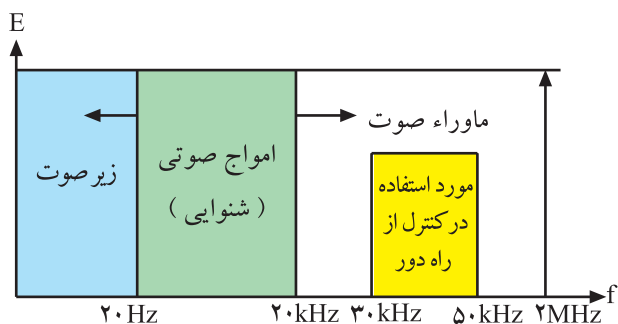 E
ماوراء صوت
امواج صوتی
(شنوایی)
زیر صوت
مورد استفاده
در کنترل از
راه دور
f
۲۰Hz
۲۰kHz
۳۰kHz
۵۰kHz
۲MHz